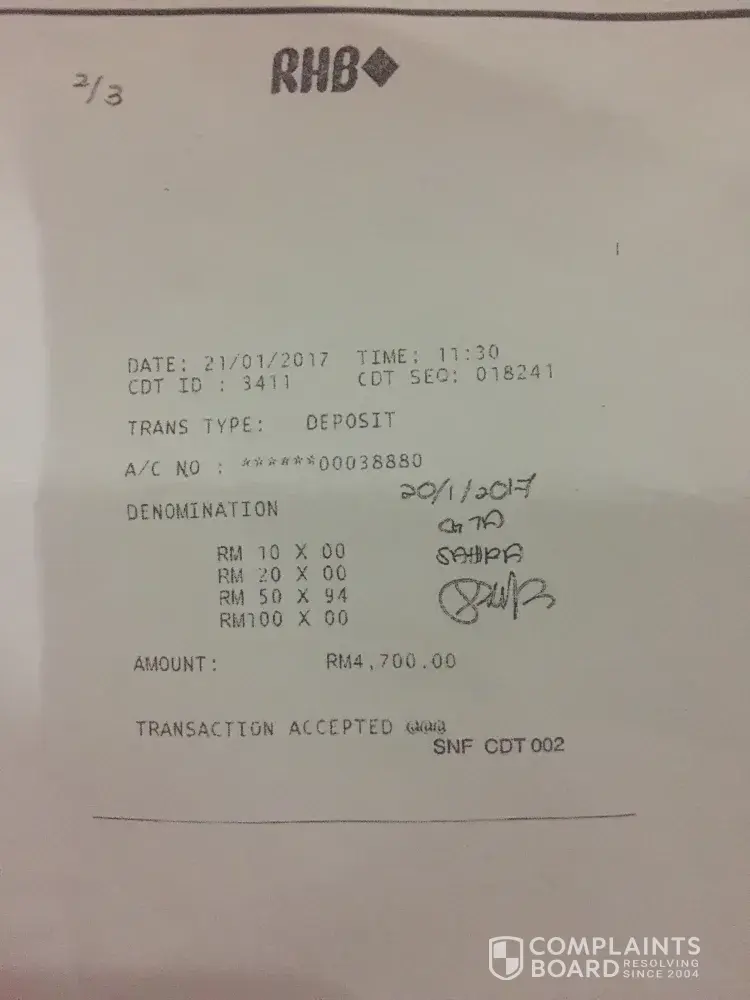 2/3
RHB
DATE: 21/01/2017 TIME: 11:30
CDT ID : 3411 CDT SEQ: 018241
TRANS TYPE: DEPOSIT
A/C NO : ******00038880
20/1/2017
DENOMINATION
RM 10 X 00
SAHRA
RM 20 X 00
RM 50 X 94
RM100 X 00
AMOUNT: RM4,700.00
TRANSACTION ACCEPTED @@@
SNF CDT 002
COMPLAINTS
BOARD RESOLVING SINCE 2004